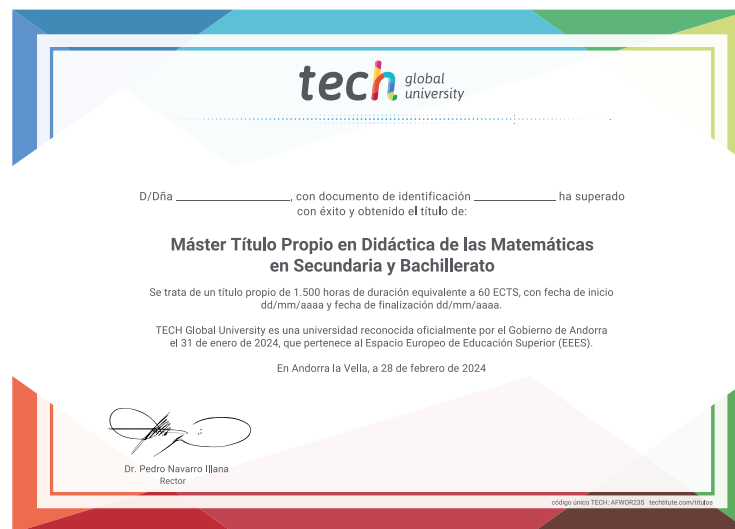 tech global university
D/Dña ____________, con documento de identificación ____________ ha superado
con éxito y obtenido el título de:
Máster Título Propio en Didáctica de las Matemáticas
en Secundaria y Bachillerato
Se trata de un título propio de 1.500 horas de duración equivalente a 60 ECTS, con fecha de inicio
dd/mm/aaaa y fecha de finalización dd/mm/aaaa.
TECH Global University es una universidad reconocida oficialmente por el Gobierno de Andorra
el 31 de enero de 2024, que pertenece al Espacio Europeo de Educación Superior (EEES).
En Andorra la Vella, a 28 de febrero de 2024
Dr. Pedro Navarro Illana
Rector
código único TECH: AFWOR23S techtitute.com/titulos